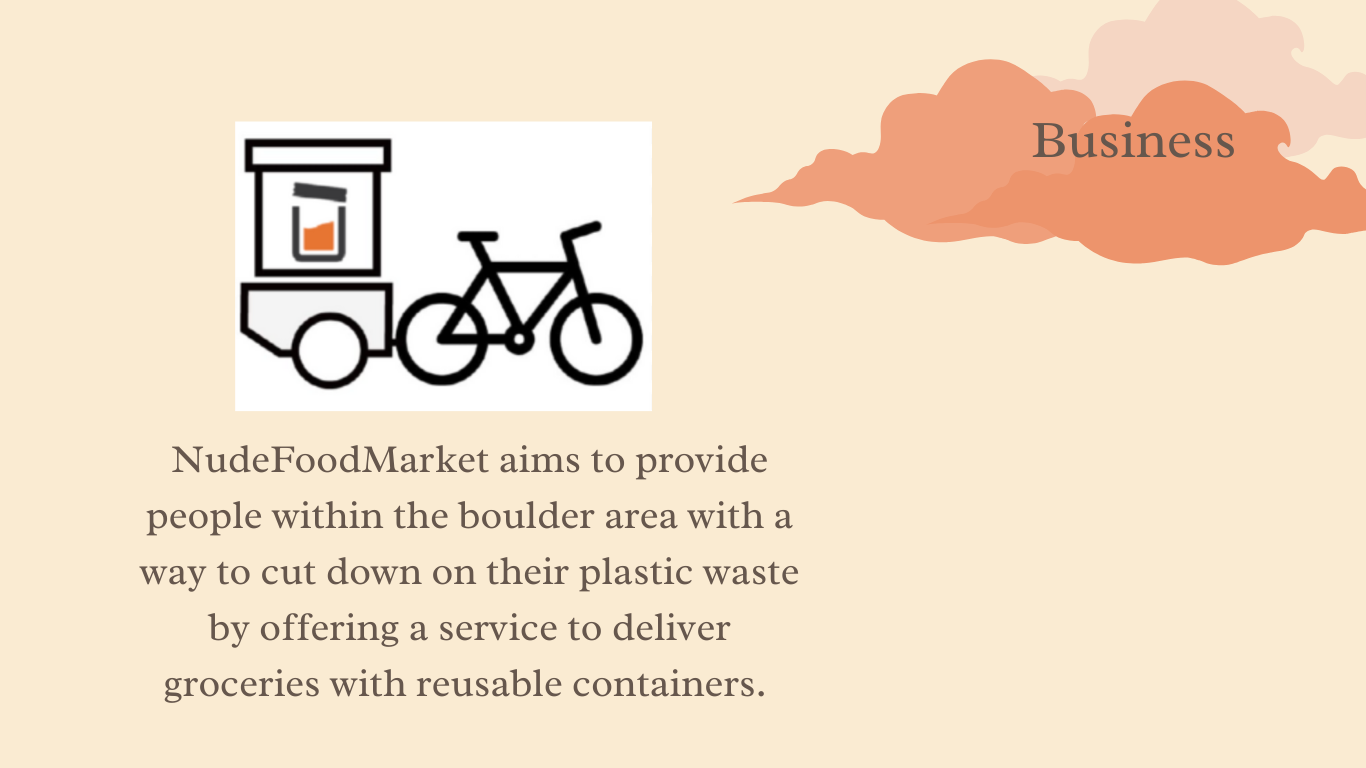 Business
NudeFoodMarket aims to provide
people within the boulder area with a
way to cut down on their plastic waste
by offering a service to deliver
groceries with reusable containers.